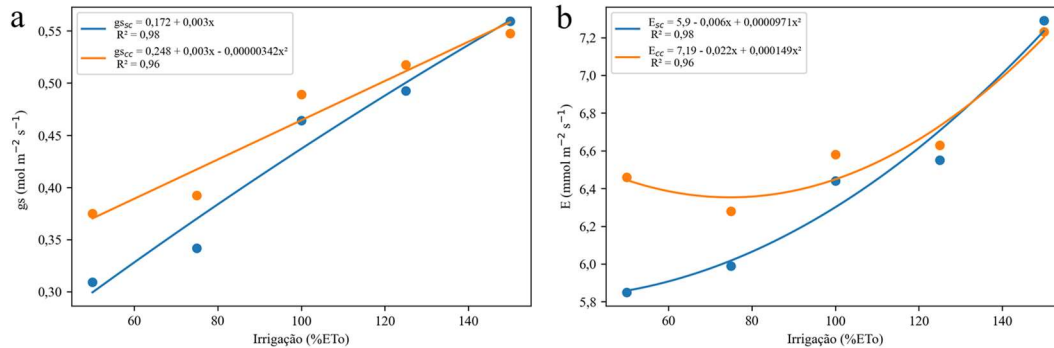 a
gs_sc = 0,172 + 0,003x
R² = 0,98
gs_cc = 0,248 + 0,003x − 0,00000342x²
R² = 0,96
gs (mol m⁻² s⁻¹)
0,55
0,50
0,45
0,40
0,35
0,30
60 80 100 120 140
Irrigação (%ETo)
b
E_sc = 5,9 - 0,006x + 0,0000971x²
R² = 0,98
E_cc = 7,19 - 0,022x + 0,000149x²
R² = 0,96
E (mmol m⁻² s⁻¹)
7,2
7,0
6,8
6,6
6,4
6,2
6,0
5,8
60 80 100 120 140
Irrigação (%ETo)